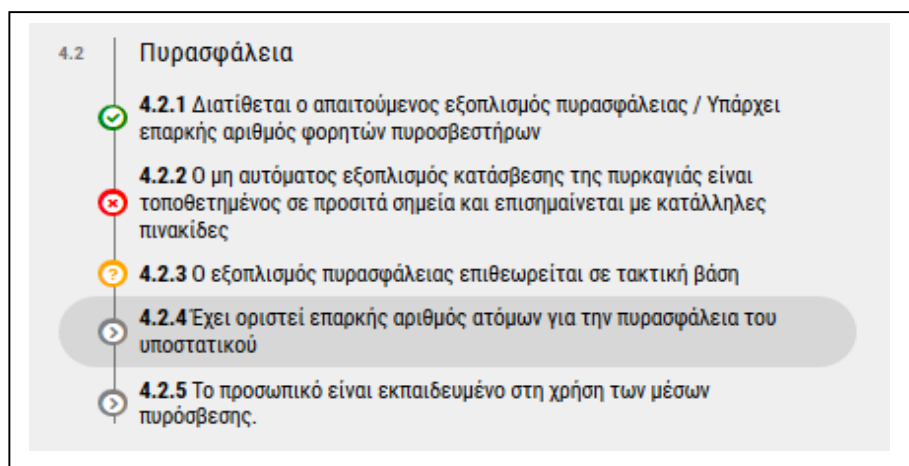 4.2 Πυρασφάλεια
4.2.1 Διατίθεται ο απαιτούμενος εξοπλισμός πυρασφάλειας / Υπάρχει
επαρκής αριθμός φορητών πυροσβεστήρων
4.2.2 Ο μη αυτόματος εξοπλισμός κατάσβεσης της πυρκαγιάς είναι
τοποθετημένος σε προσιτά σημεία και επισημαίνεται με κατάλληλες
πινακίδες
4.2.3 Ο εξοπλισμός πυρασφάλειας επιθεωρείται σε τακτική βάση
4.2.4 Έχει οριστεί επαρκής αριθμός ατόμων για την πυρασφάλεια του
υποστατικού
4.2.5 Το προσωπικό είναι εκπαιδευμένο στη χρήση των μέσων
πυρόσβεσης.